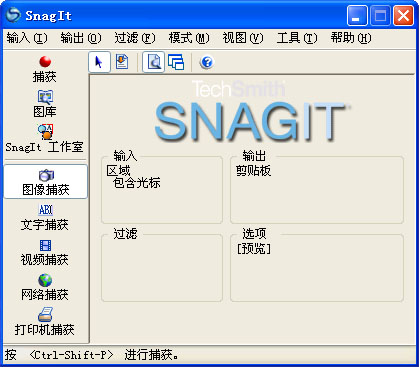 SnagIt
输入(I) 输出(O) 过滤(F) 模式(M) 视图(V) 工具(T) 帮助(H)
捕获
图库
SnagIt 工作室
图像捕获
ABI
文字捕获
视频捕获
网络捕获
打印机捕获
TechSmith
SNAGIT
输入
区域
包含光标
输出
剪贴板
过滤
选项
[预览]
按 <Ctrl-Shift-P> 进行捕获。